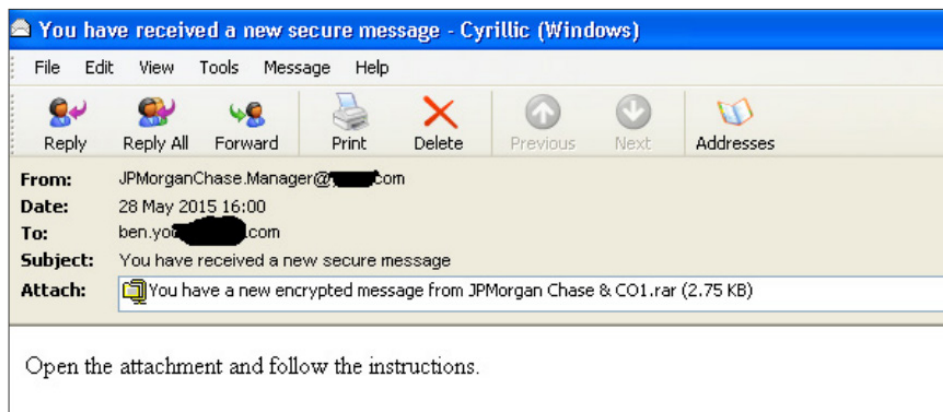 You have received a new secure message - Cyrillic (Windows)
File Edit View Tools Message Help
Reply Reply All Forward Print Delete Previous Next Addresses
From: JPMorganChase.Manager@ com
Date: 28 May 2015 16:00
To: ben.yo .com
Subject: You have received a new secure message
Attach: You have a new encrypted message from JPMorgan Chase & CO1.rar (2.75 KB)
Open the attachment and follow the instructions.